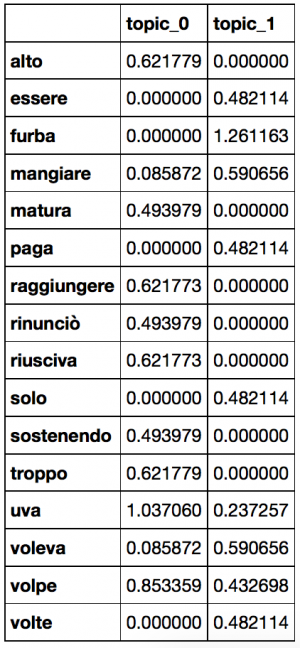 topic_0 topic_1
alto 0.621779 0.000000
essere 0.000000 0.482114
furba 0.000000 1.261163
mangiare 0.085872 0.590656
matura 0.493979 0.000000
paga 0.000000 0.482114
raggiungere 0.621773 0.000000
rinunciò 0.493979 0.000000
riusciva 0.621773 0.000000
solo 0.000000 0.482114
sostenendo 0.493979 0.000000
troppo 0.621779 0.000000
uva 1.037060 0.237257
voleva 0.085872 0.590656
volpe 0.853359 0.432698
volte 0.000000 0.482114